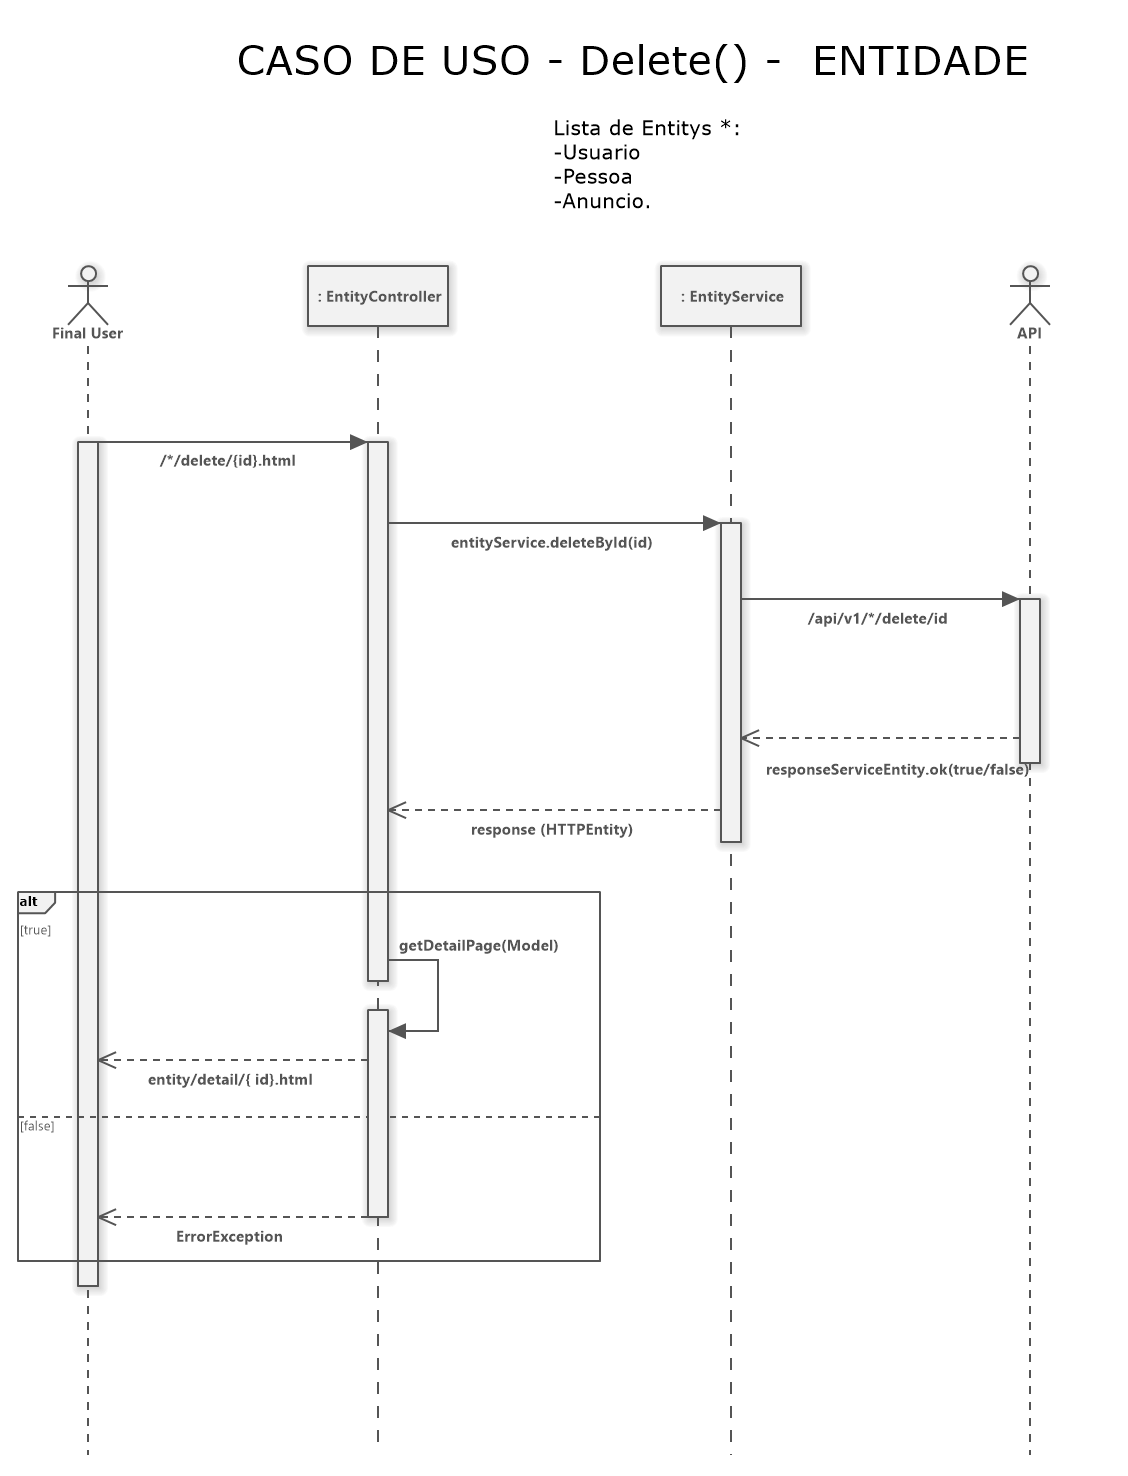 CASO DE USO - Delete() - ENTIDADE
Lista de Entitys *:
-Usuario
-Pessoa
-Anuncio.
: EntityController
: EntityService
Final User
API
/*/delete/{id}.html
entityService.deleteById(id)
/api/v1/*/delete/id
responseServiceEntity.ok(true/false)
response (HTTPEntity)
alt
[true]
getDetailPage(Model)
entity/detail/{ id}.html
[false]
ErrorException